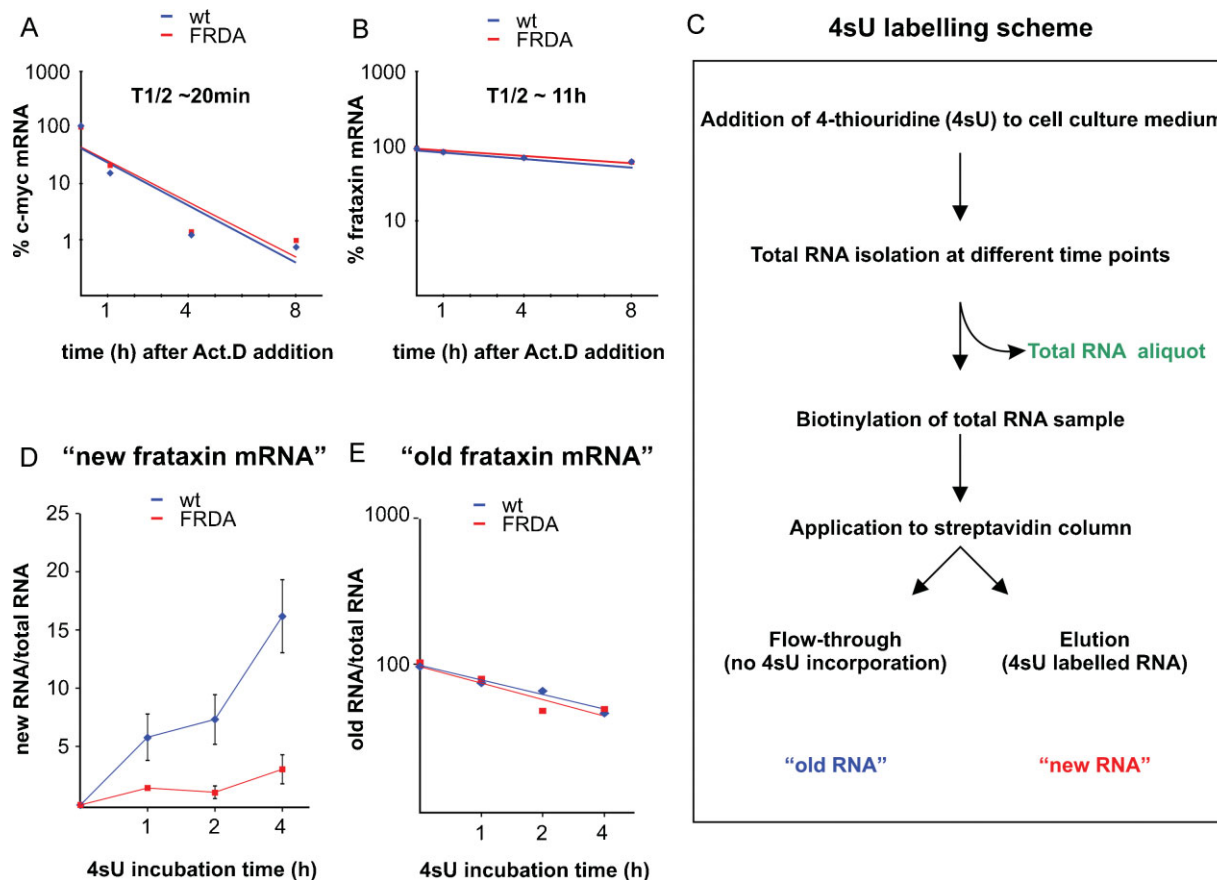 A
wt
FRDA
1000
100
10
1
% c-myc mRNA
T1/2 ~20min
1
4
8
time (h) after Act.D addition
B
wt
FRDA
1000
100
10
% frataxin mRNA
T1/2 ~ 11h
1
4
8
time (h) after Act.D addition
C
4sU labelling scheme
Addition of 4-thiouridine (4sU) to cell culture medium
Total RNA isolation at different time points
Total RNA aliquot
Biotinylation of total RNA sample
Application to streptavidin column
Flow-through
(no 4sU incorporation)
Elution
(4sU labelled RNA)
“old RNA”
“new RNA”
D
“new frataxin mRNA”
wt
FRDA
25
20
15
10
5
new RNA/total RNA
1
2
4
4sU incubation time (h)
E
“old frataxin mRNA”
wt
FRDA
1000
100
old RNA/total RNA
1
2
4
4sU incubation time (h)